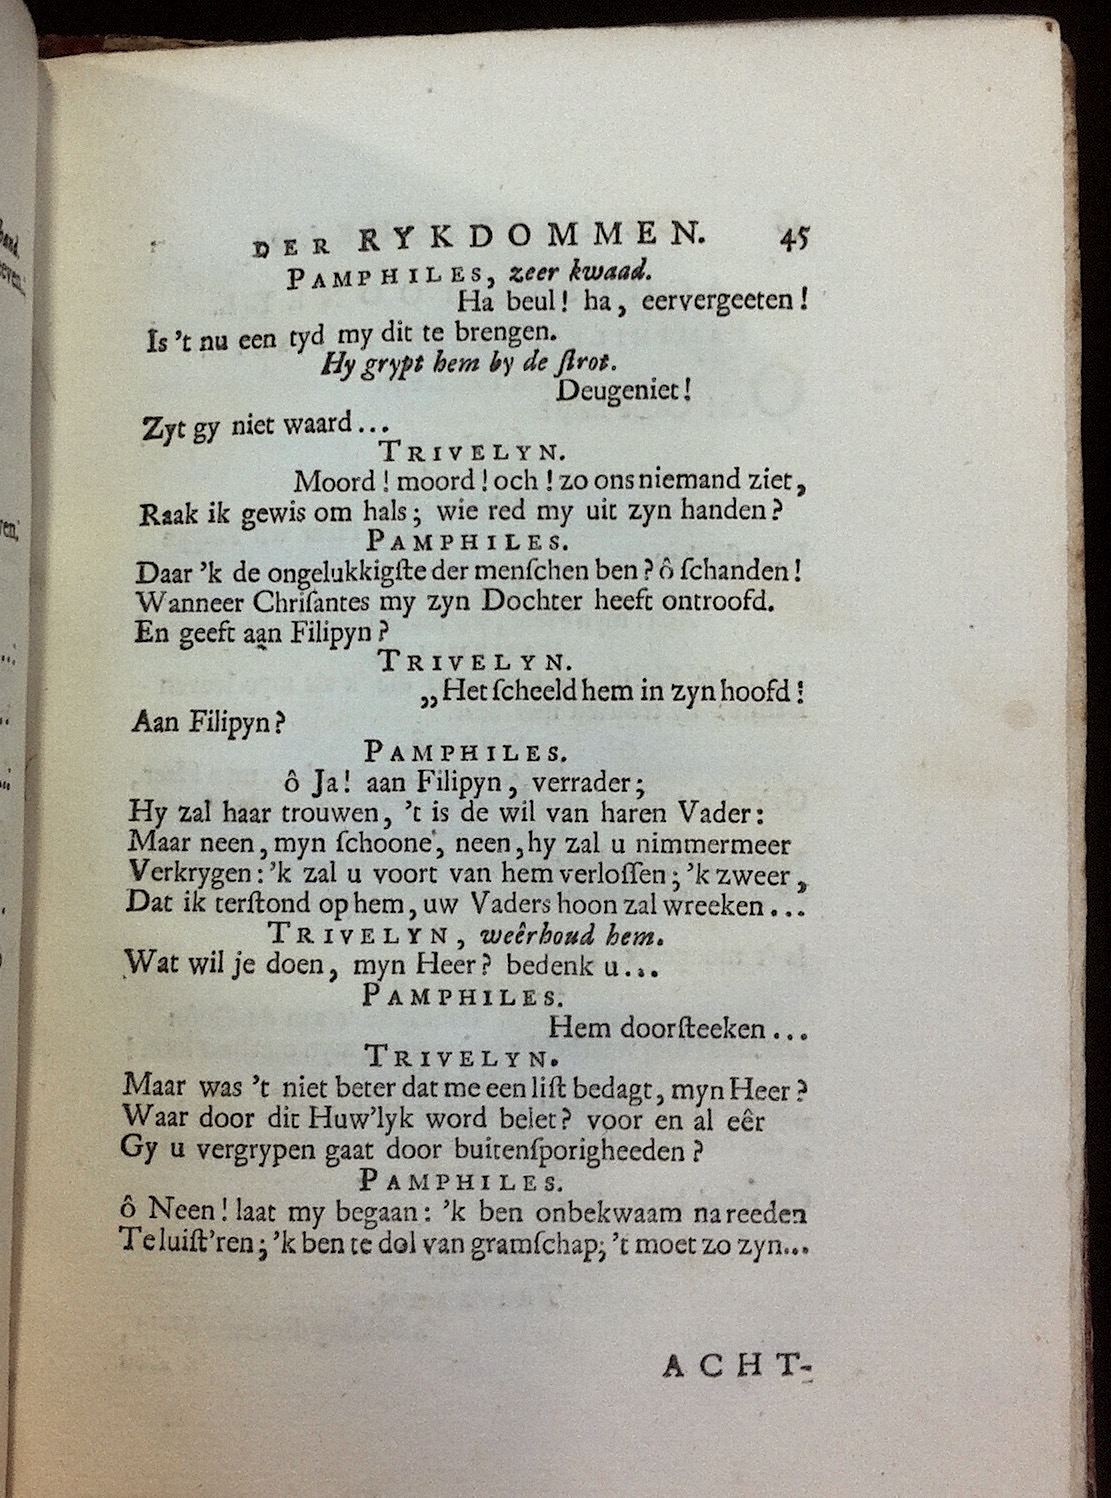 DER RYKDOMMEN. 45
PAMPHILES, zeer kwaad.
Ha beul! ha, eervergeeten!
Is 't nu een tyd my dit te brengen.
Hy grypt hem by de ſtrot.
Deugeniet!
Zyt gy niet waard...
TRIVELYN.
Moord! moord! och! zo ons niemand ziet,
Raak ik gewis om hals; wie red my uit zyn handen?
PAMPHILES.
Daar 'k de ongelukkigſte der menſchen ben? ô ſchanden!
Wanneer Chriſantes my zyn Dochter heeft ontroofd.
En geeft aan Filipyn?
TRIVELYN.
„Het ſcheeld hem in zyn hoofd!
Aan Filipyn?
PAMPHILES.
ô Ja! aan Filipyn, verrader;
Hy zal haar trouwen, 't is de wil van haren Vader:
Maar neen, myn ſchoone, neen, hy zal u nimmermeer
Verkrygen: 'k zal u voort van hem verloſſen; 'k zweer,
Dat ik terſtond op hem, uw Vaders hoon zal wreeken...
TRIVELYN, weêrhoud hem.
Wat wil je doen, myn Heer? bedenk u...
PAMPHILES.
Hem doorſteeken...
TRIVELYN.
Maar was 't niet beter dat me een liſt bedagt, myn Heer?
Waar door dit Huw'lyk word belet? voor en al eêr
Gy u vergrypen gaat door buitenſporigheeden?
PAMPHILES.
ô Neen! laat my begaan: 'k ben onbekwaam na reeden
Te luiſt'ren; 'k ben te dol van gramſchap; 't moet zo zyn...
ACHT-